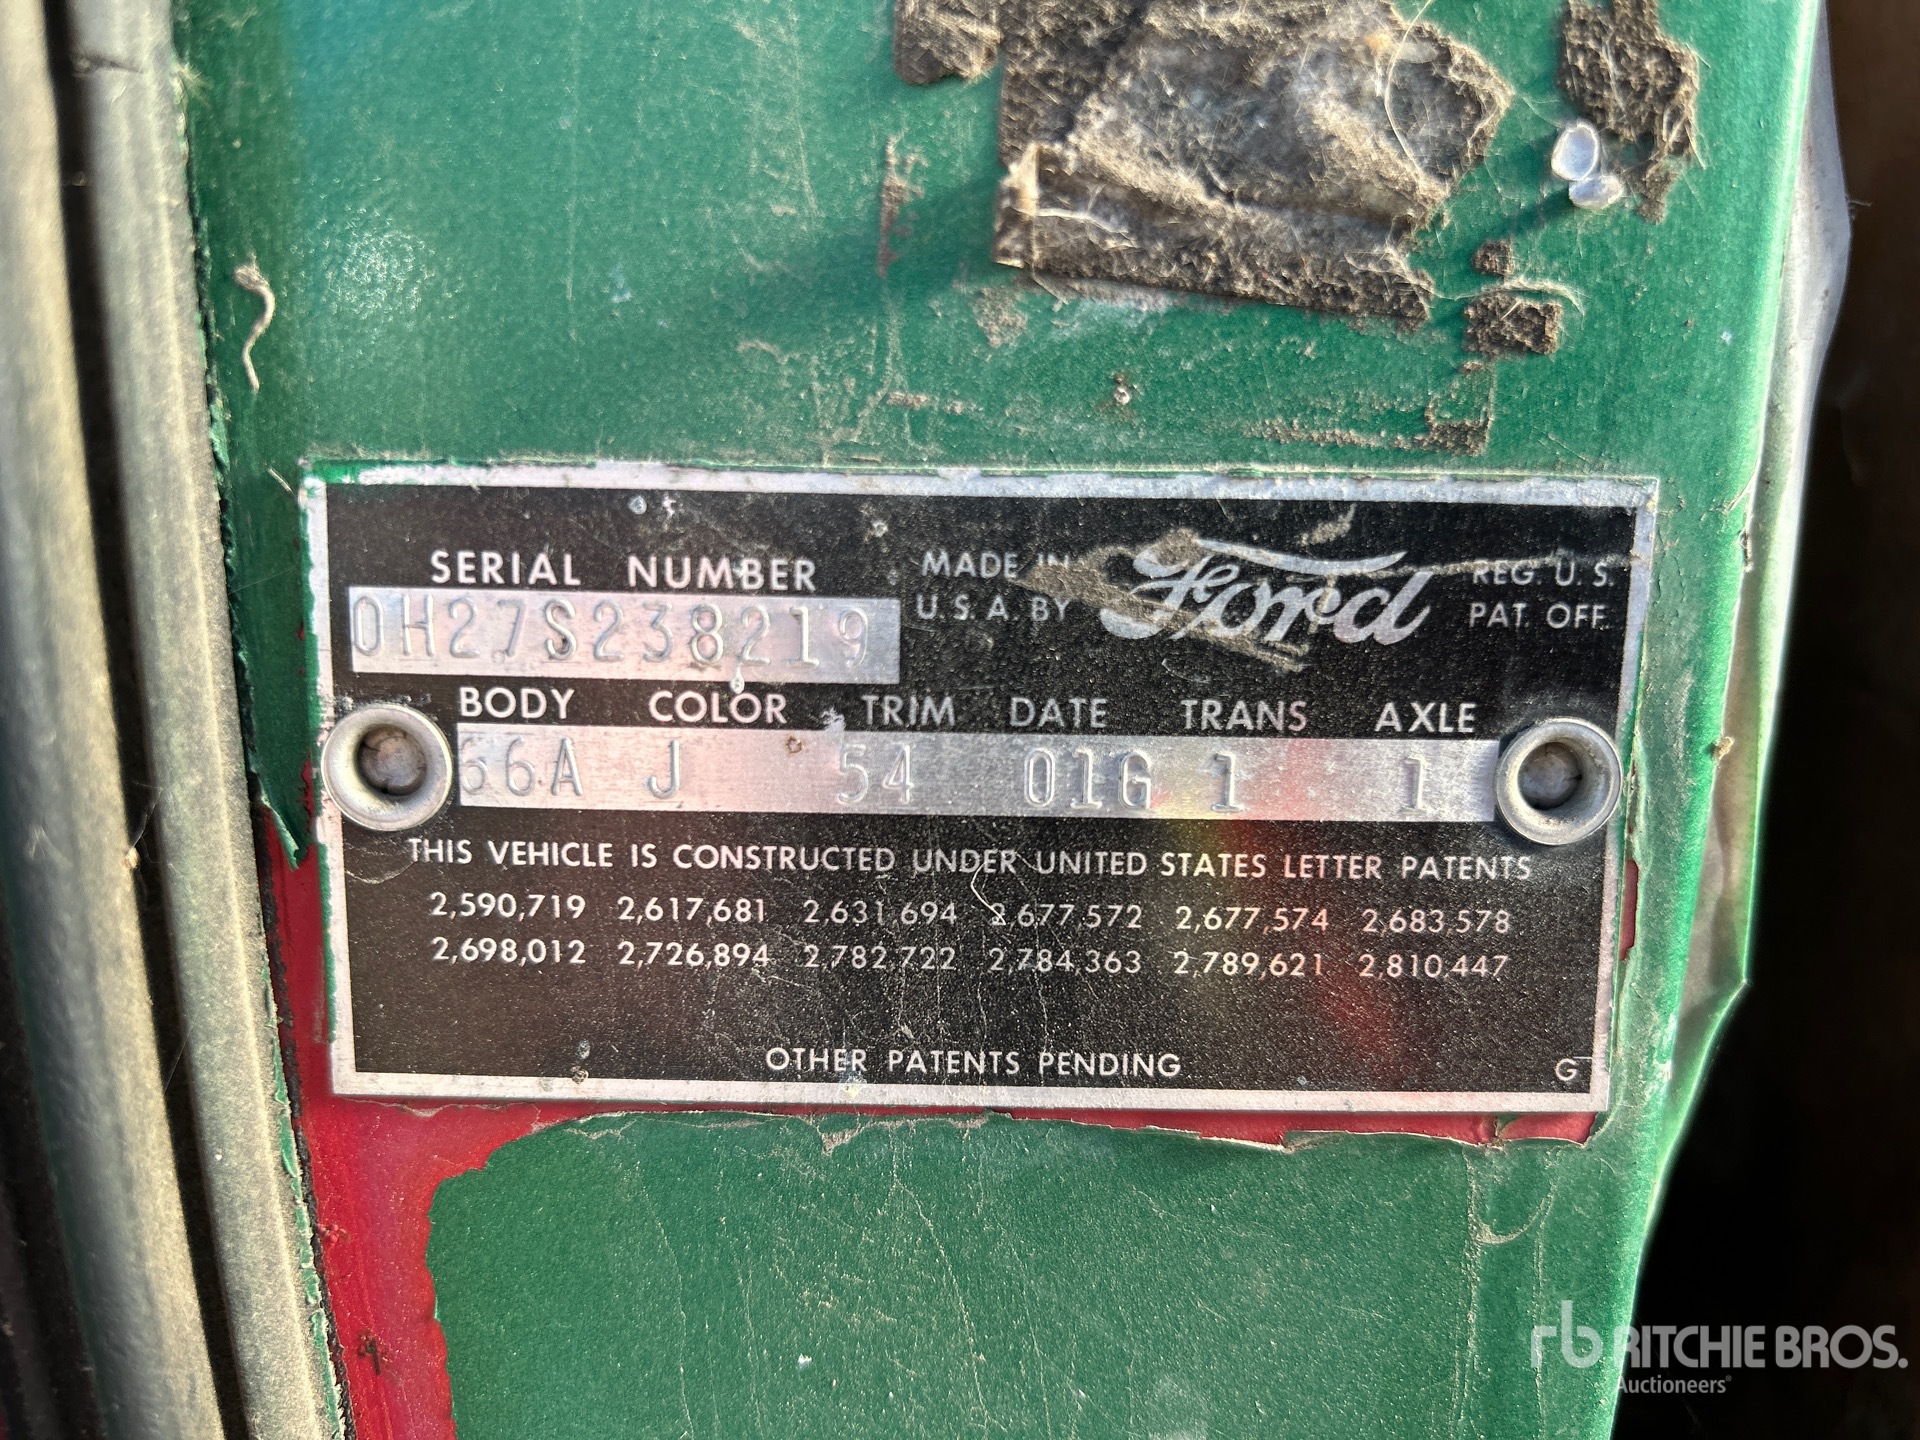 SERIAL NUMBER
MADE IN
U.S.A. BY
Ford
REG. U. S.
PAT. OFF.
0H27S238219
BODY COLOR TRIM DATE TRANS AXLE
66A J 54 01G 1 1
THIS VEHICLE IS CONSTRUCTED UNDER UNITED STATES LETTER PATENTS
2,590,719 2,617,681 2,631,694 2,677,572 2,677,574 2,683,578
2,698,012 2,726,894 2,782,722 2,784,363 2,789,621 2,810,447
OTHER PATENTS PENDING
G
rb RITCHIE BROS.
Auctioneers®